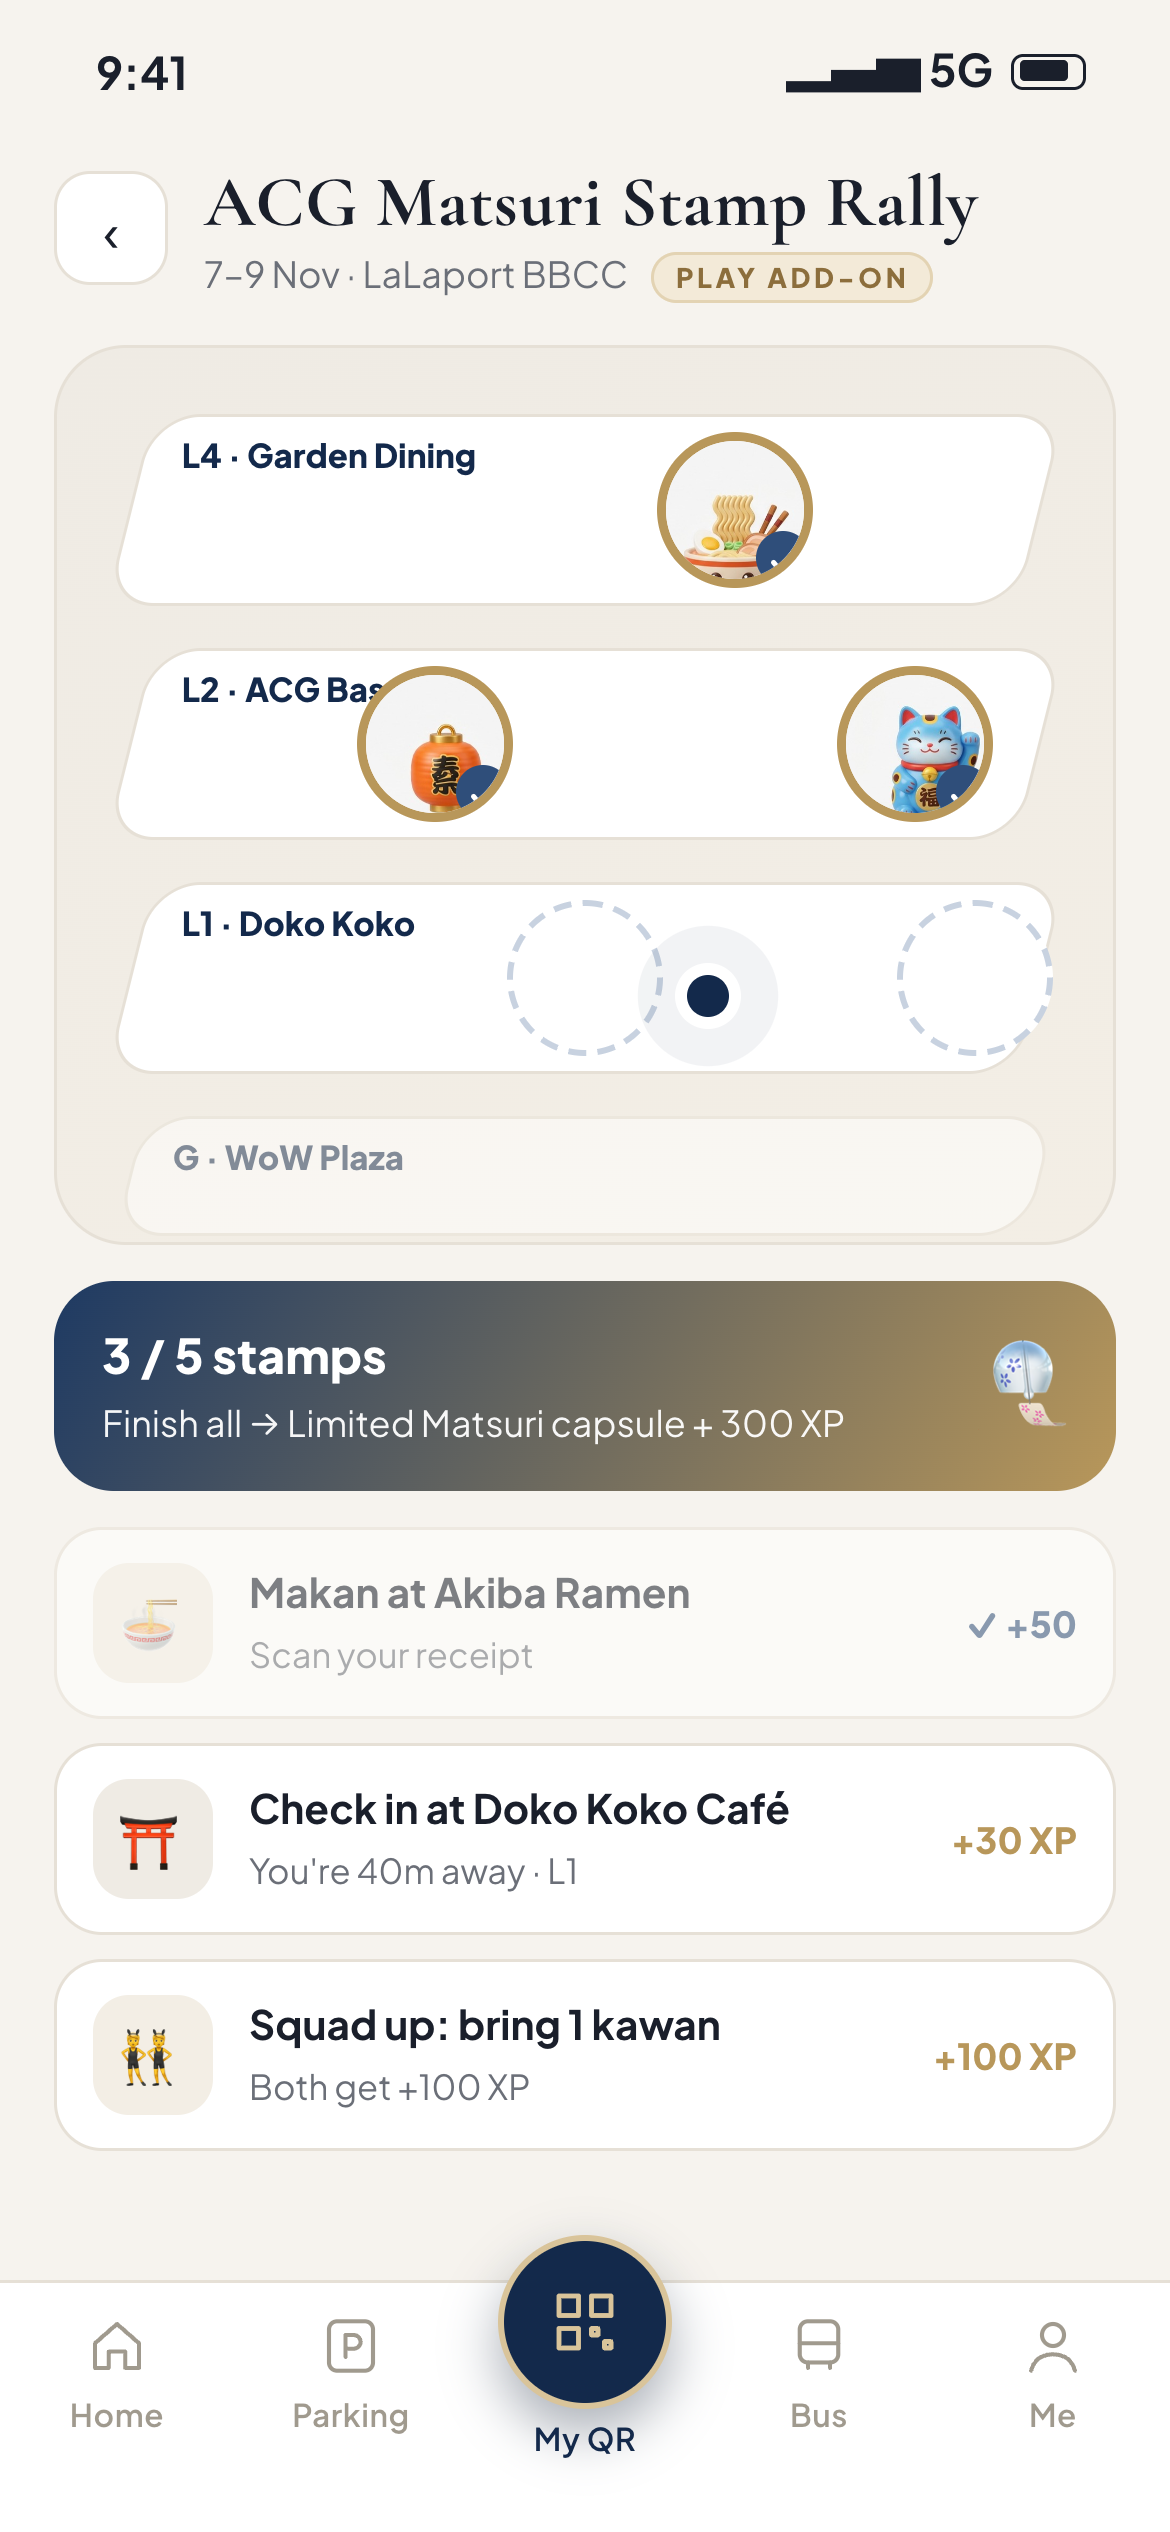 9:41
5G
‹
ACG Matsuri Stamp Rally
7–9 Nov · LaLaport BBCC
PLAY ADD-ON
L4 · Garden Dining
L2 · ACG Bas
福
L1 · Doko Koko
G · WoW Plaza
3 / 5 stamps
Finish all → Limited Matsuri capsule + 300 XP
Makan at Akiba Ramen
Scan your receipt
✓ +50
Check in at Doko Koko Café
You're 40m away · L1
+30 XP
Squad up: bring 1 kawan
Both get +100 XP
+100 XP
P
Home
Parking
My QR
Bus
Me